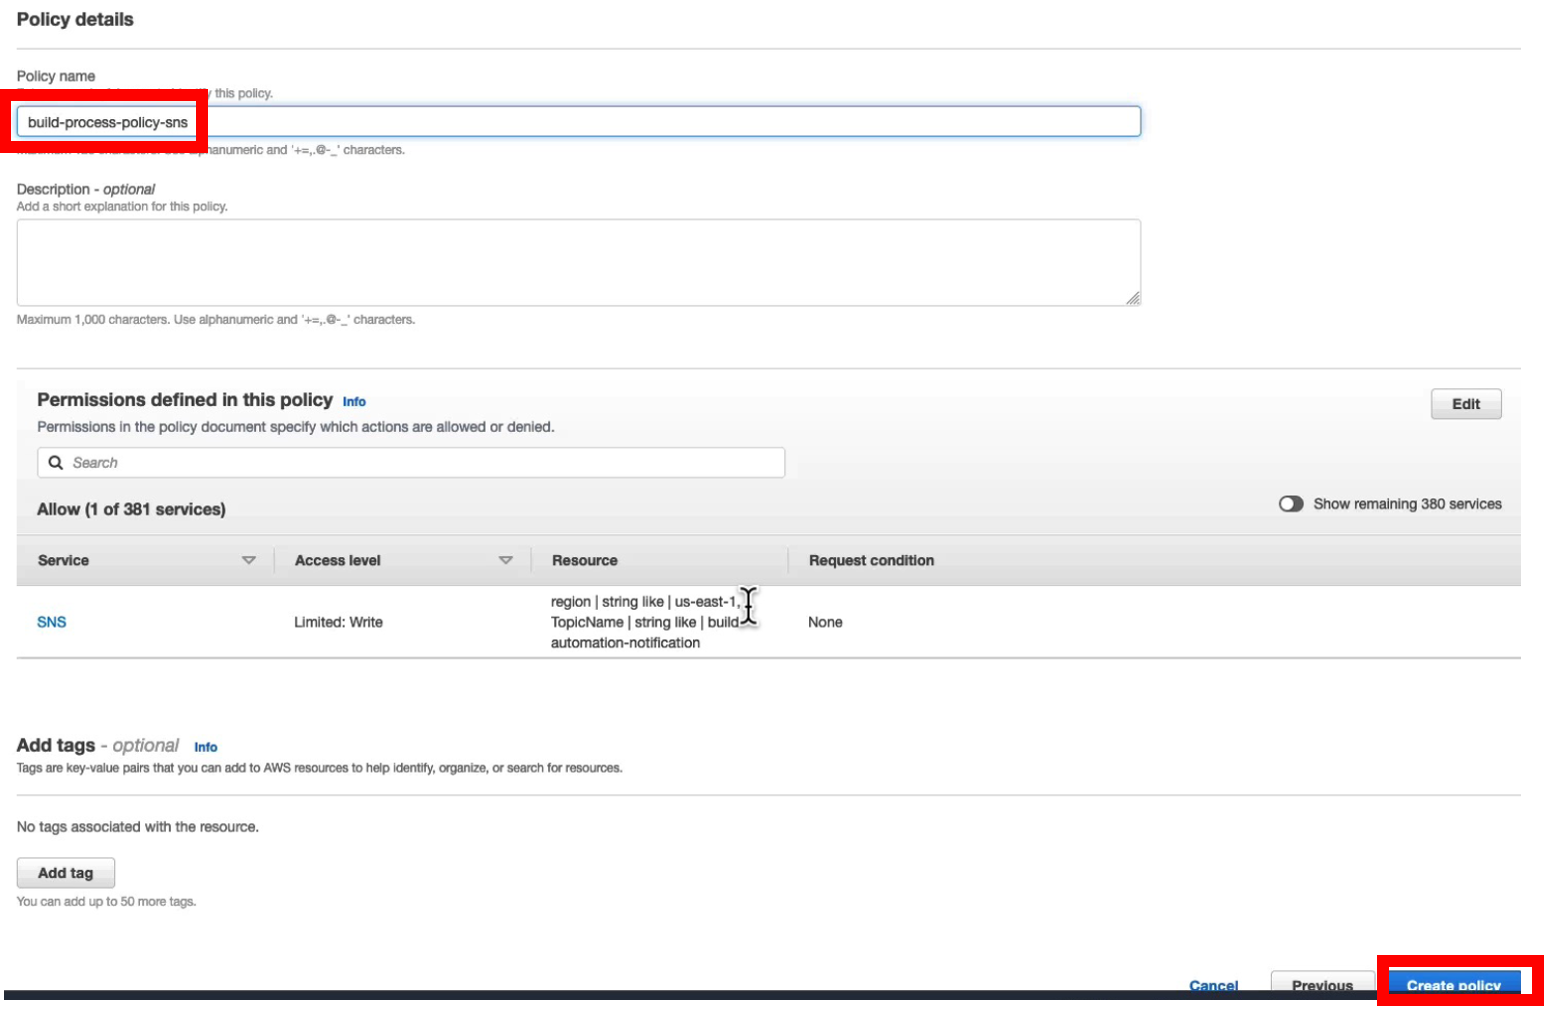 Policy details
Policy name
this policy.
build-process-policy-sns
alphanumeric and '+=,.@-_' characters.
Description - optional
Add a short explanation for this policy.
Maximum 1,000 characters. Use alphanumeric and '+=,.@-_' characters.
Permissions defined in this policy Info
Edit
Permissions in the policy document specify which actions are allowed or denied.
Search
Allow (1 of 381 services)
Show remaining 380 services
Service Access level Resource Request condition
region | string like | us-east-1,
SNS Limited: Write TopicName | string like | build- None
automation-notification
Add tags - optional Info
Tags are key-value pairs that you can add to AWS resources to help identify, organize, or search for resources.
No tags associated with the resource.
Add tag
You can add up to 50 more tags.
Cancel Previous Create policy